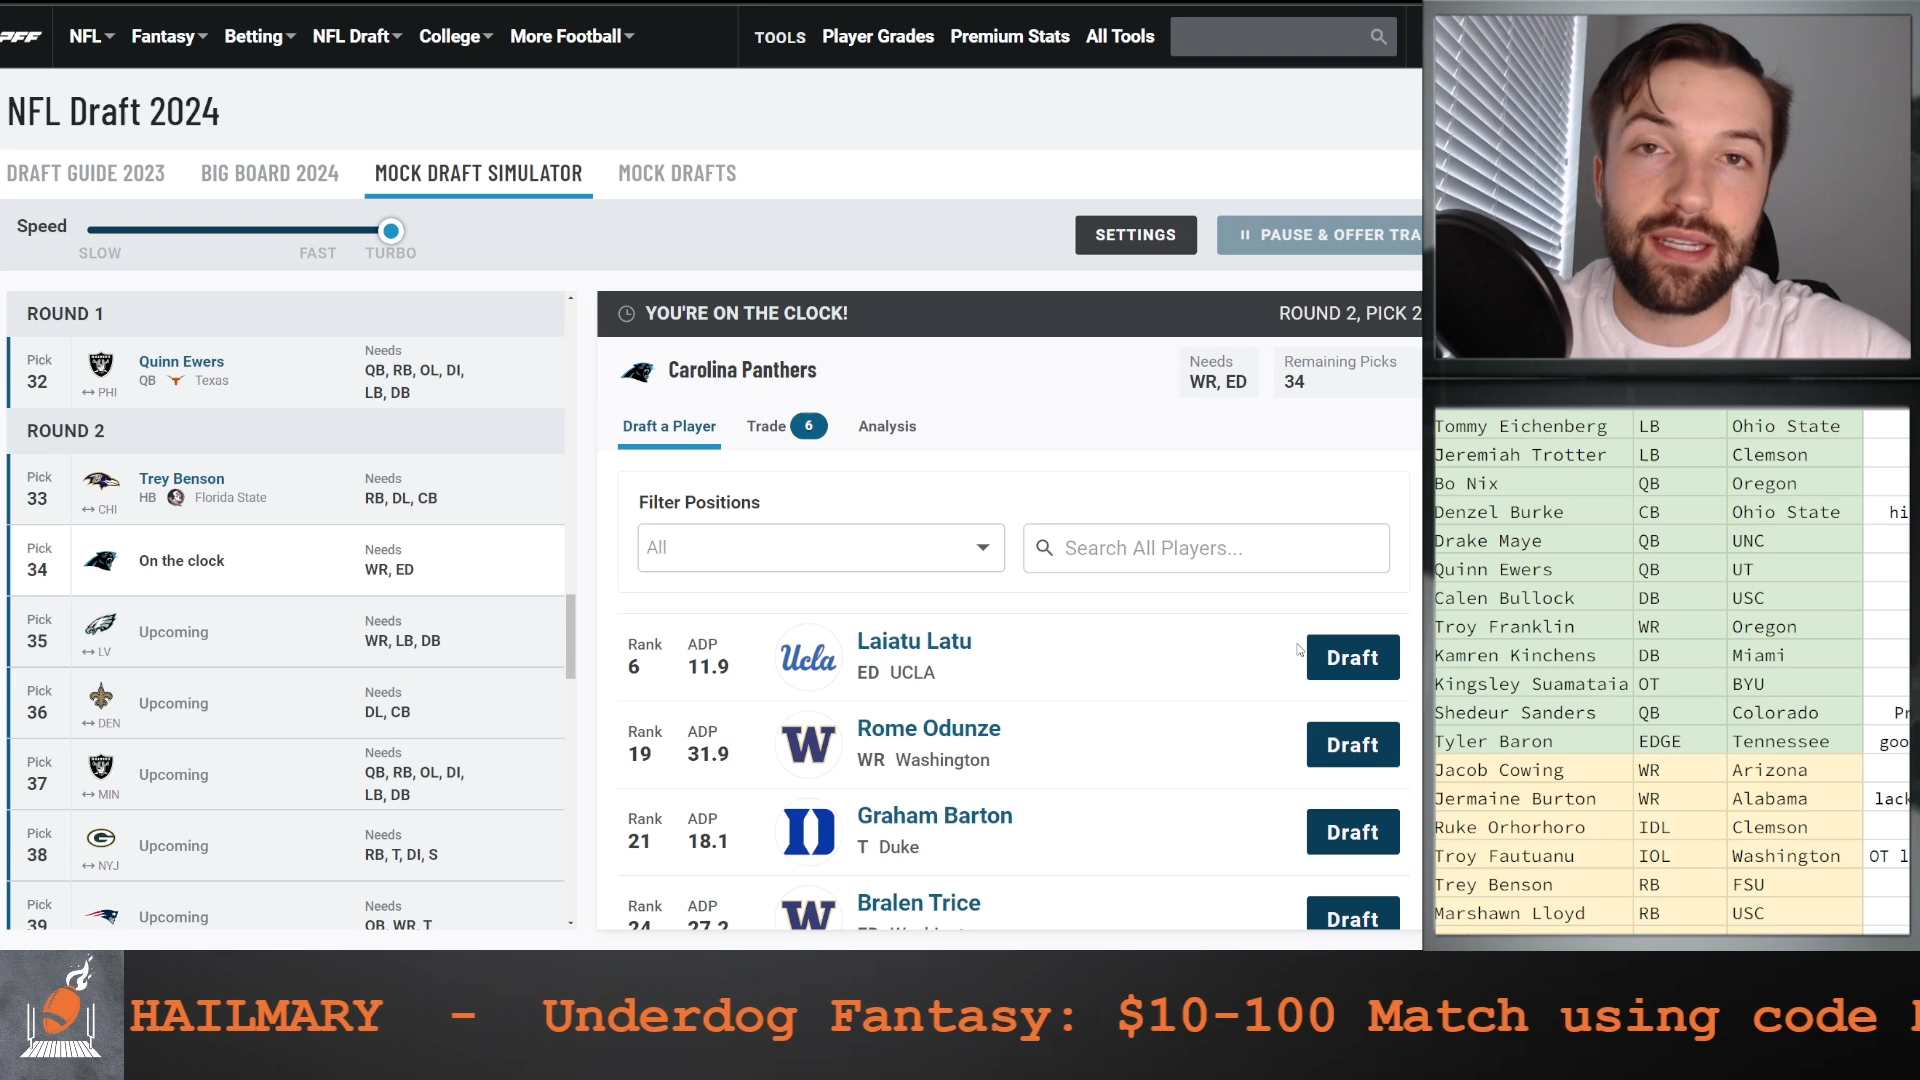 PFF NFL Fantasy Betting NFL Draft College More Football TOOLS Player Grades Premium Stats All Tools
NFL Draft 2024
DRAFT GUIDE 2023 BIG BOARD 2024 MOCK DRAFT SIMULATOR MOCK DRAFTS
Speed
SLOW FAST TURBO
SETTINGS
PAUSE & OFFER TRA
ROUND 1
Pick 32
PHI
Quinn Ewers
QB Texas
Needs
QB, RB, OL, DI,
LB, DB
ROUND 2
Pick 33
CHI
Trey Benson
HB Florida State
Needs
RB, DL, CB
Pick 34
On the clock
Needs
WR, ED
Pick 35
LV
Upcoming
Needs
WR, LB, DB
Pick 36
DEN
Upcoming
Needs
DL, CB
Pick 37
MIN
Upcoming
Needs
QB, RB, OL, DI,
LB, DB
Pick 38
NYJ
Upcoming
Needs
RB, T, DI, S
Pick 39
Upcoming
Needs
QB, WR, T
YOU'RE ON THE CLOCK! ROUND 2, PICK 2
Carolina Panthers
Needs
WR, ED
Remaining Picks
34
Draft a Player Trade 6 Analysis
Filter Positions
All
Search All Players...
Rank 6
ADP 11.9
Ucla
Laiatu Latu
ED UCLA
Draft
Rank 19
ADP 31.9
W
Rome Odunze
WR Washington
Draft
Rank 21
ADP 18.1
D
Graham Barton
T Duke
Draft
Rank 24
ADP 27.2
W
Bralen Trice
Draft
Tommy Eichenberg LB Ohio State
Jeremiah Trotter LB Clemson
Bo Nix QB Oregon
Denzel Burke CB Ohio State hi
Drake Maye QB UNC
Quinn Ewers QB UT
Calen Bullock DB USC
Troy Franklin WR Oregon
Kamren Kinchens DB Miami
Kingsley Suamataia OT BYU
Shedeur Sanders QB Colorado Pr
Tyler Baron EDGE Tennessee goo
Jacob Cowing WR Arizona
Jermaine Burton WR Alabama lack
Ruke Orhorhoro IDL Clemson
Troy Fautuanu IOL Washington OT l
Trey Benson RB FSU
Marshawn Lloyd RB USC
HAILMARY - Underdog Fantasy: $10-100 Match using code